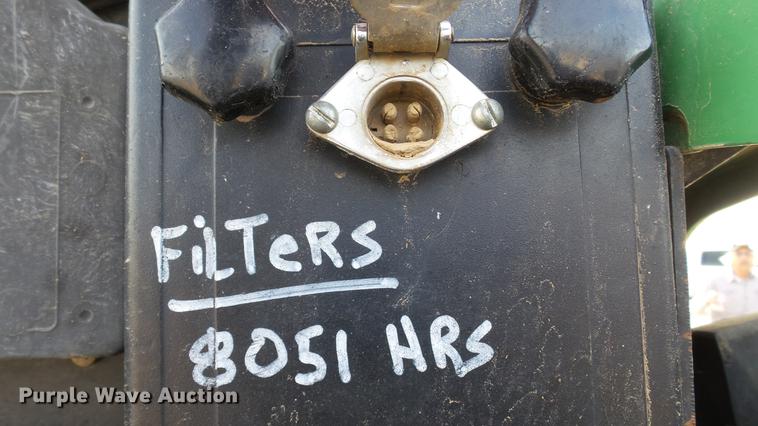 FiLTeRS
8051 HRS
Purple Wave Auction